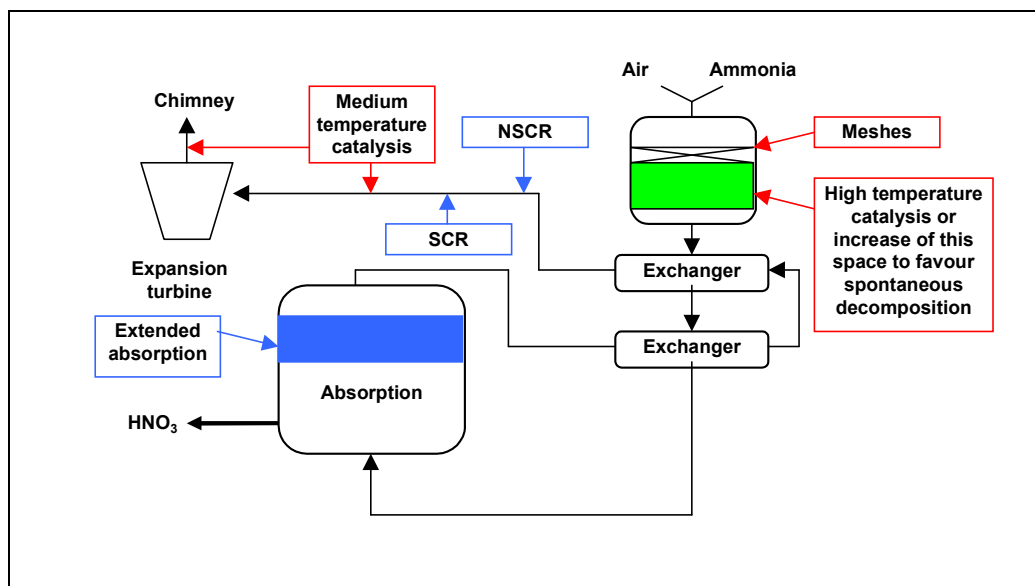 Air
Ammonia
Chimney
Medium
temperature
catalysis
NSCR
Meshes
SCR
High temperature
catalysis or
increase of this
space to favour
spontaneous
decomposition
Exchanger
Expansion
turbine
Exchanger
Extended
absorption
Absorption
HNO₃